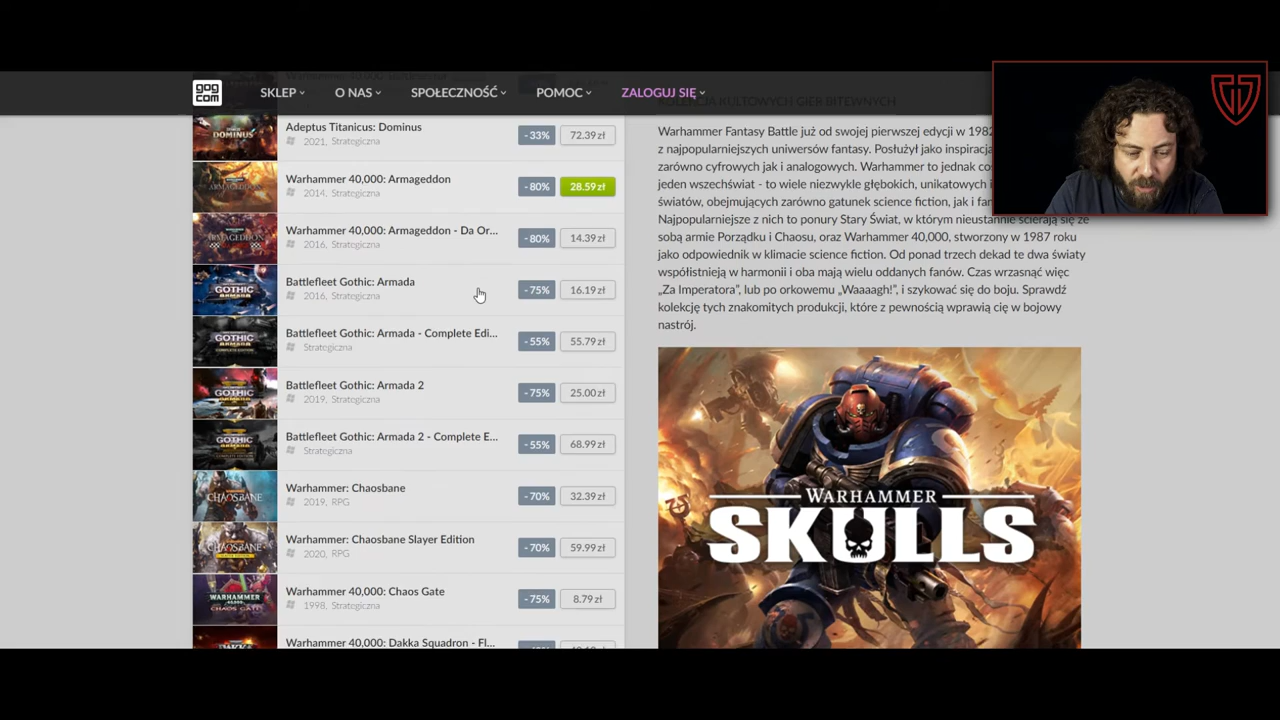 gog
com
SKLEP
O NAS
SPOŁECZNOŚĆ
POMOC
ZALOGUJ SIĘ
Adeptus Titanicus: Dominus
2021, Strategiczna
-33%
72.39 zł
Warhammer 40,000: Armageddon
2014, Strategiczna
-80%
28.59 zł
Warhammer 40,000: Armageddon - Da Or...
2016, Strategiczna
-80%
14.39 zł
Battlefleet Gothic: Armada
2016, Strategiczna
-75%
16.19 zł
Battlefleet Gothic: Armada - Complete Edi...
Strategiczna
-55%
55.79 zł
Battlefleet Gothic: Armada 2
2019, Strategiczna
-75%
25.00 zł
Battlefleet Gothic: Armada 2 - Complete E...
Strategiczna
-55%
68.99 zł
Warhammer: Chaosbane
2019, RPG
-70%
32.39 zł
Warhammer: Chaosbane Slayer Edition
2020, RPG
-70%
59.99 zł
Warhammer 40,000: Chaos Gate
1998, Strategiczna
-75%
8.79 zł
Warhammer 40,000: Dakka Squadron - Fl...
KOLEKCJA KULTOWYCH GIER BITEWNYCH
Warhammer Fantasy Battle już od swojej pierwszej edycji w 1982
z najpopularniejszych uniwersów fantasy. Posłużył jako inspiracja
zarówno cyfrowych jak i analogowych. Warhammer to jednak coś
jeden wszechświat - to wiele niezwykle głębokich, unikatowych i
światów, obejmujących zarówno gatunek science fiction, jak i fan
Najpopularniejsze z nich to ponury Stary Świat, w którym nieustannie ścierają się ze
sobą armie Porządku i Chaosu, oraz Warhammer 40,000, stworzony w 1987 roku
jako odpowiednik w klimacie science fiction. Od ponad trzech dekad te dwa światy
współistnieją w harmonii i oba mają wielu oddanych fanów. Czas wrzasnąć więc
„Za Imperatora", lub po orkowemu „Waaaagh!", i szykować się do boju. Sprawdź
kolekcję tych znakomitych produkcji, które z pewnością wprawią cię w bojowy
nastrój.
WARHAMMER
SKULLS